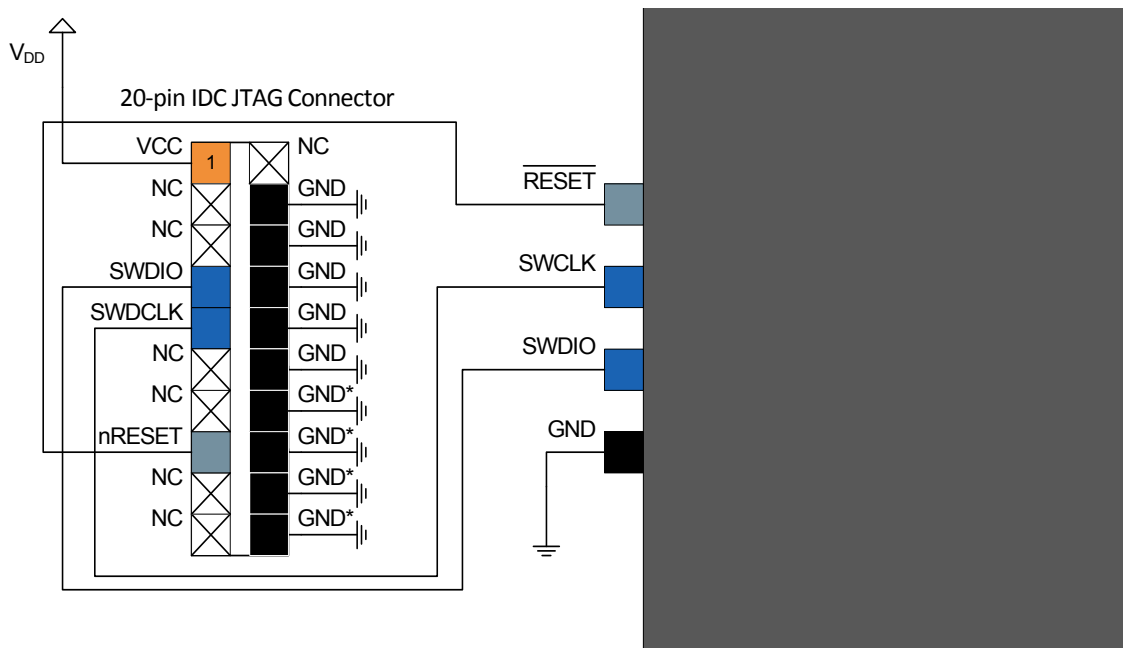 VDD
20-pin IDC JTAG Connector
VCC 1 NC
NC GND
NC GND
SWDIO GND
SWDCLK GND
NC GND
NC GND*
nRESET GND*
NC GND*
NC GND*
RESET
SWCLK
SWDIO
GND